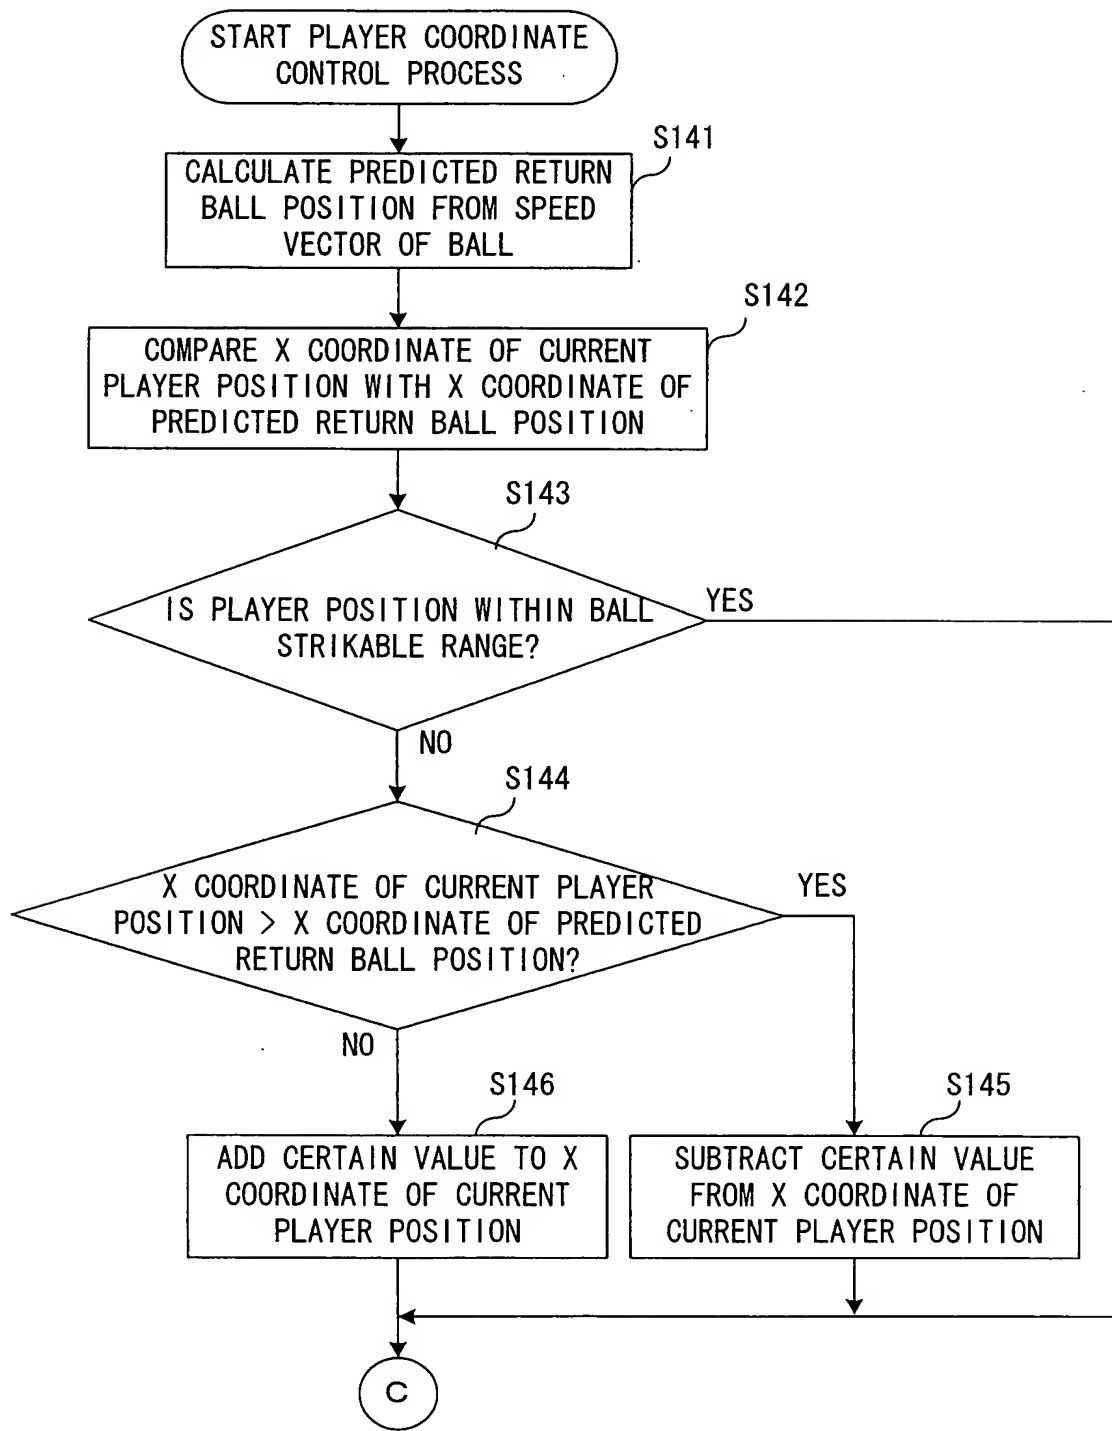 START PLAYER COORDINATE
CONTROL PROCESS
S141
CALCULATE PREDICTED RETURN
BALL POSITION FROM SPEED
VECTOR OF BALL
S142
COMPARE X COORDINATE OF CURRENT
PLAYER POSITION WITH X COORDINATE OF
PREDICTED RETURN BALL POSITION
S143
IS PLAYER POSITION WITHIN BALL
STRIKABLE RANGE?
YES
NO
S144
X COORDINATE OF CURRENT PLAYER
POSITION > X COORDINATE OF PREDICTED
RETURN BALL POSITION?
YES
NO
S146
ADD CERTAIN VALUE TO X
COORDINATE OF CURRENT
PLAYER POSITION
S145
SUBTRACT CERTAIN VALUE
FROM X COORDINATE OF
CURRENT PLAYER POSITION
C